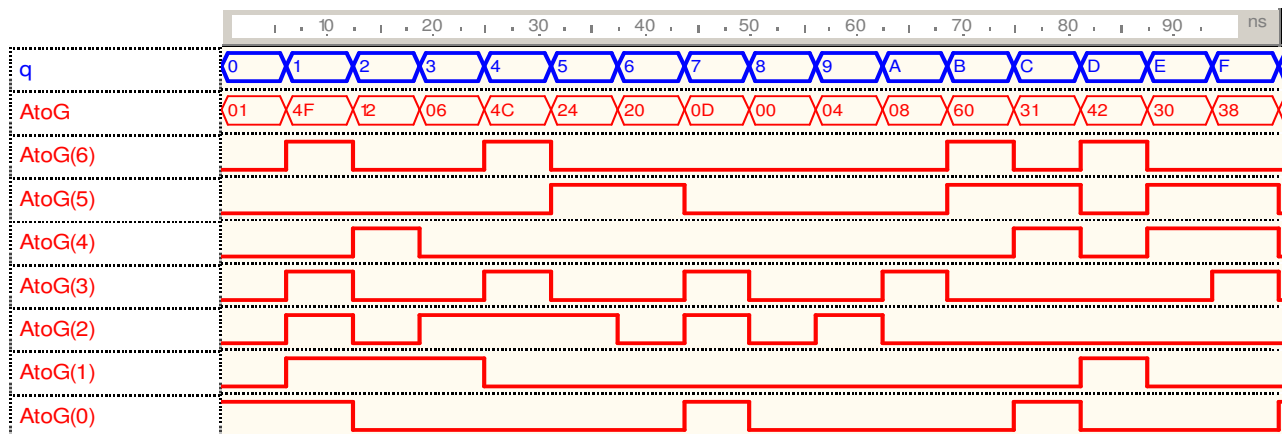 10 20 30 40 50 60 70 80 90 ns
q 0 1 2 3 4 5 6 7 8 9 A B C D E F
AtoG 01 4F 12 06 4C 24 20 0D 00 04 08 60 31 42 30 38
AtoG(6)
AtoG(5)
AtoG(4)
AtoG(3)
AtoG(2)
AtoG(1)
AtoG(0)